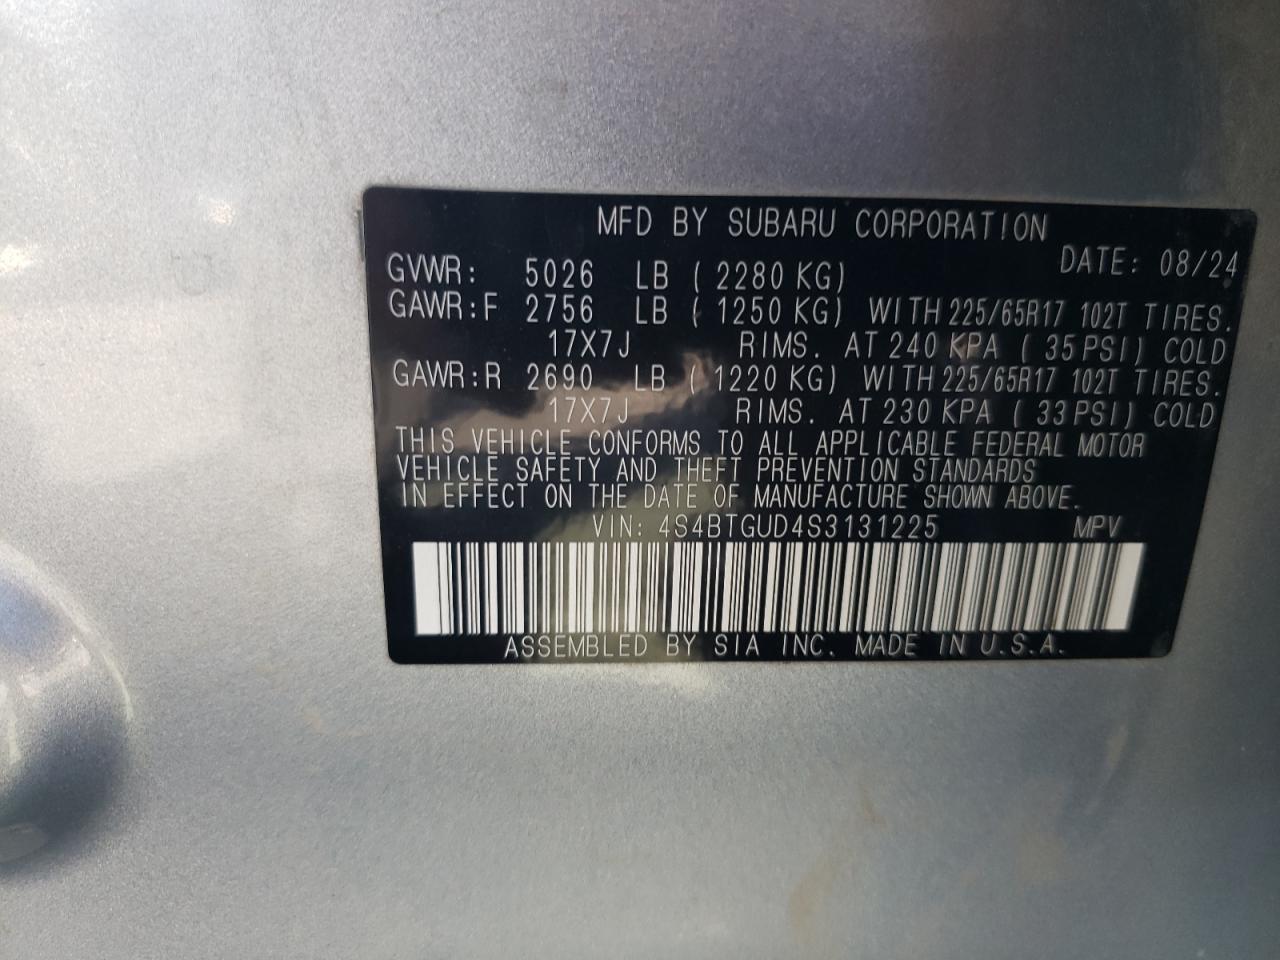 MFD BY SUBARU CORPORATION
DATE: 08/24
GVWR: 5026 LB ( 2280 KG)
GAWR:F 2756 LB ( 1250 KG) WITH 225/65R17 102T TIRES.
17X7J RIMS. AT 240 KPA ( 35 PSI) COLD
GAWR:R 2690 LB ( 1220 KG) WITH 225/65R17 102T TIRES.
17X7J RIMS. AT 230 KPA ( 33 PSI) COLD
THIS VEHICLE CONFORMS TO ALL APPLICABLE FEDERAL MOTOR
VEHICLE SAFETY AND THEFT PREVENTION STANDARDS
IN EFFECT ON THE DATE OF MANUFACTURE SHOWN ABOVE.
VIN: 4S4BTGUD4S3131225 MPV
ASSEMBLED BY SIA INC. MADE IN U.S.A.